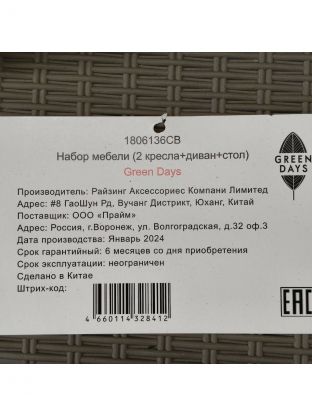 1806136СВ
Набор мебели (2 кресла+диван+стол)
Green Days
GREEN
DAYS
Производитель: Райзинг Аксессориес Компани Лимитед
Адрес: #8 ГаоШун Рд, Вучанг Дистрикт, Юханг, Китай
Поставщик: ООО «Прайм»
Адрес: Россия, г.Воронеж, ул. Волгоградская, д.32 оф.3
Дата производства: Январь 2024
Срок гарантийный: 6 месяцев со дня приобретения
Срок эксплуатации: неограничен
Сделано в Китае
Штрих-код:
4 660114 328412
EAC